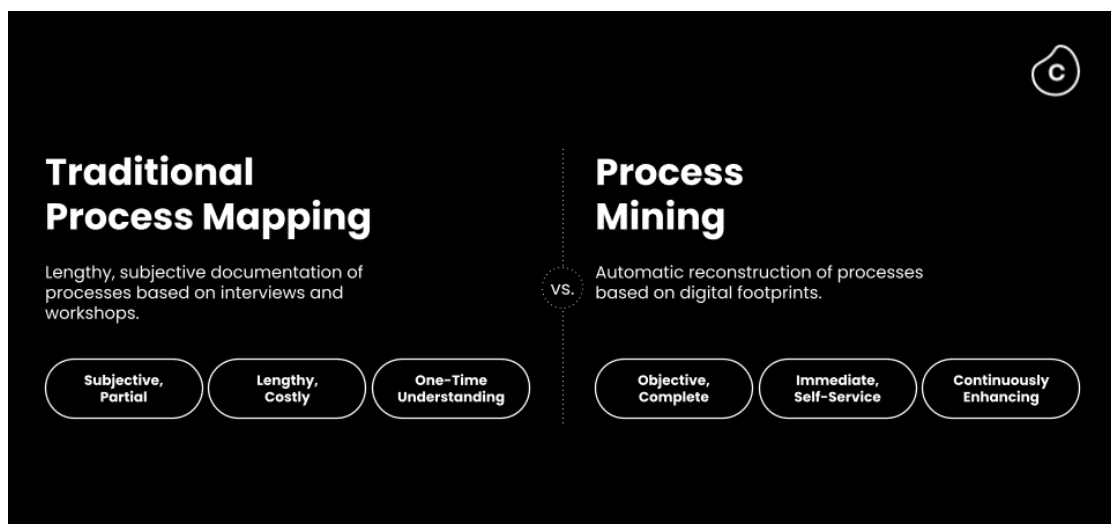 C
Traditional
Process Mapping
Lengthy, subjective documentation of
processes based on interviews and
workshops.
Subjective,
Partial
Lengthy,
Costly
One-Time
Understanding
vs.
Process
Mining
Automatic reconstruction of processes
based on digital footprints.
Objective,
Complete
Immediate,
Self-Service
Continuously
Enhancing